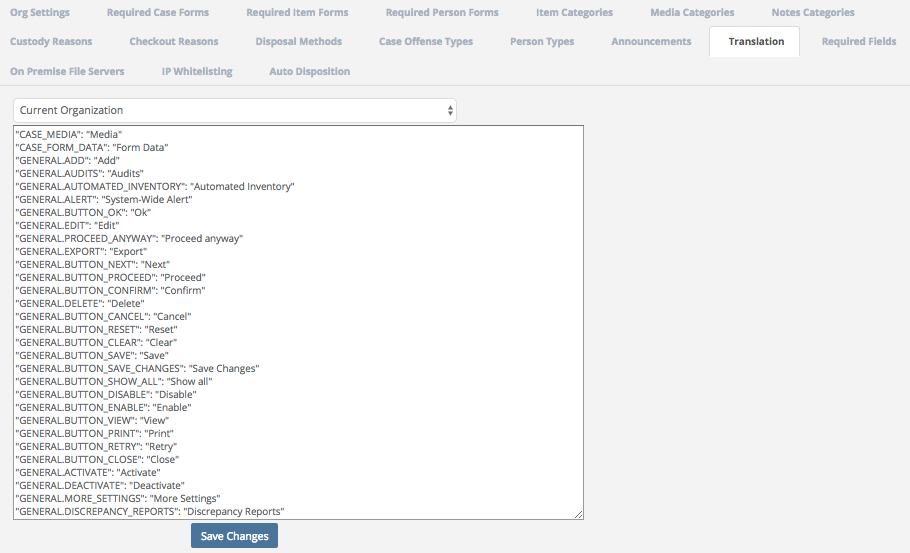 Org Settings Required Case Forms Required Item Forms Required Person Forms Item Categories Media Categories Notes Categories
Custody Reasons Checkout Reasons Disposal Methods Case Offense Types Person Types Announcements Translation Required Fields
On Premise File Servers IP Whitelisting Auto Disposition
Current Organization
"CASE_MEDIA": "Media"
"CASE_FORM_DATA": "Form Data"
"GENERAL.ADD": "Add"
"GENERAL.AUDITS": "Audits"
"GENERAL.AUTOMATED_INVENTORY": "Automated Inventory"
"GENERAL.ALERT": "System-Wide Alert"
"GENERAL.BUTTON_OK": "Ok"
"GENERAL.EDIT": "Edit"
"GENERAL.PROCEED_ANYWAY": "Proceed anyway"
"GENERAL.EXPORT": "Export"
"GENERAL.BUTTON_NEXT": "Next"
"GENERAL.BUTTON_PROCEED": "Proceed"
"GENERAL.BUTTON_CONFIRM": "Confirm"
"GENERAL.DELETE": "Delete"
"GENERAL.BUTTON_CANCEL": "Cancel"
"GENERAL.BUTTON_RESET": "Reset"
"GENERAL.BUTTON_CLEAR": "Clear"
"GENERAL.BUTTON_SAVE": "Save"
"GENERAL.BUTTON_SAVE_CHANGES": "Save Changes"
"GENERAL.BUTTON_SHOW_ALL": "Show all"
"GENERAL.BUTTON_DISABLE": "Disable"
"GENERAL.BUTTON_ENABLE": "Enable"
"GENERAL.BUTTON_VIEW": "View"
"GENERAL.BUTTON_PRINT": "Print"
"GENERAL.BUTTON_RETRY": "Retry"
"GENERAL.BUTTON_CLOSE": "Close"
"GENERAL.ACTIVATE": "Activate"
"GENERAL.DEACTIVATE": "Deactivate"
"GENERAL.MORE_SETTINGS": "More Settings"
"GENERAL.DISCREPANCY_REPORTS": "Discrepancy Reports"
Save Changes